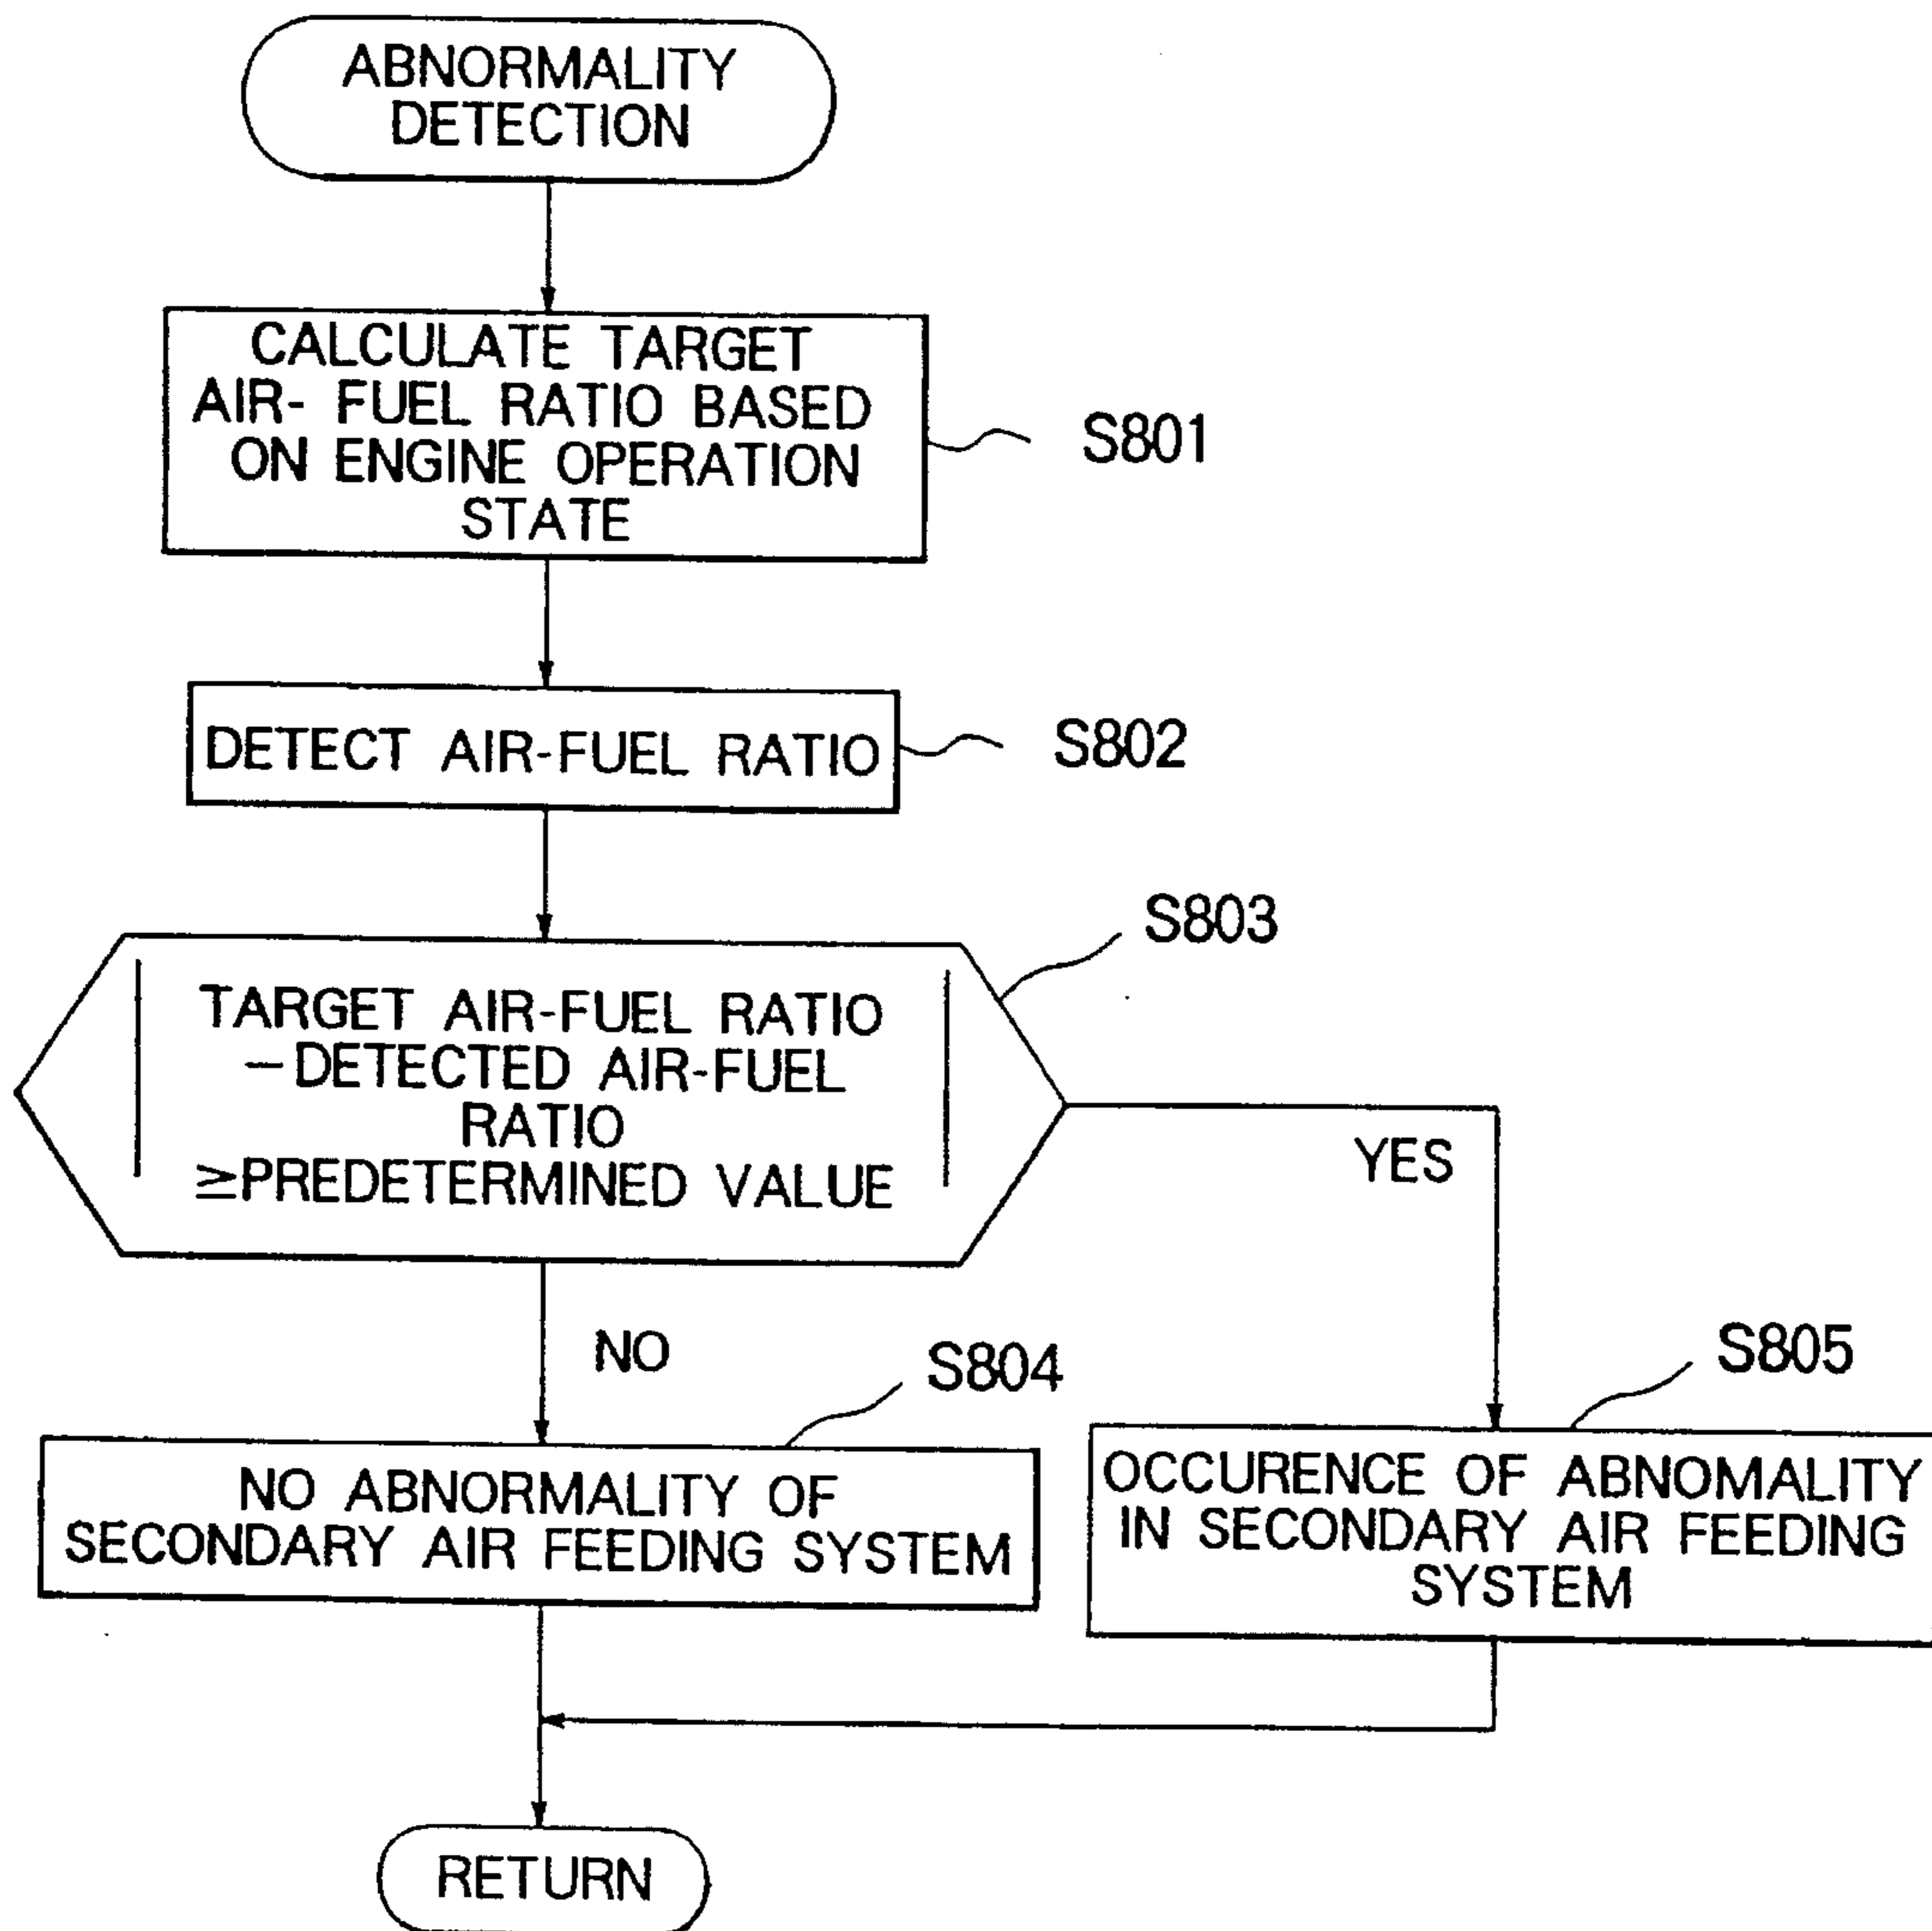 ABNORMALITY
DETECTION
CALCULATE TARGET
AIR- FUEL RATIO BASED
ON ENGINE OPERATION
STATE
S801
DETECT AIR-FUEL RATIO
S802
S803
TARGET AIR-FUEL RATIO
-DETECTED AIR-FUEL
RATIO
≥PREDETERMINED VALUE
YES
NO
S804
S805
NO ABNORMALITY OF
SECONDARY AIR FEEDING SYSTEM
OCCURENCE OF ABNOMALITY
IN SECONDARY AIR FEEDING
SYSTEM
RETURN